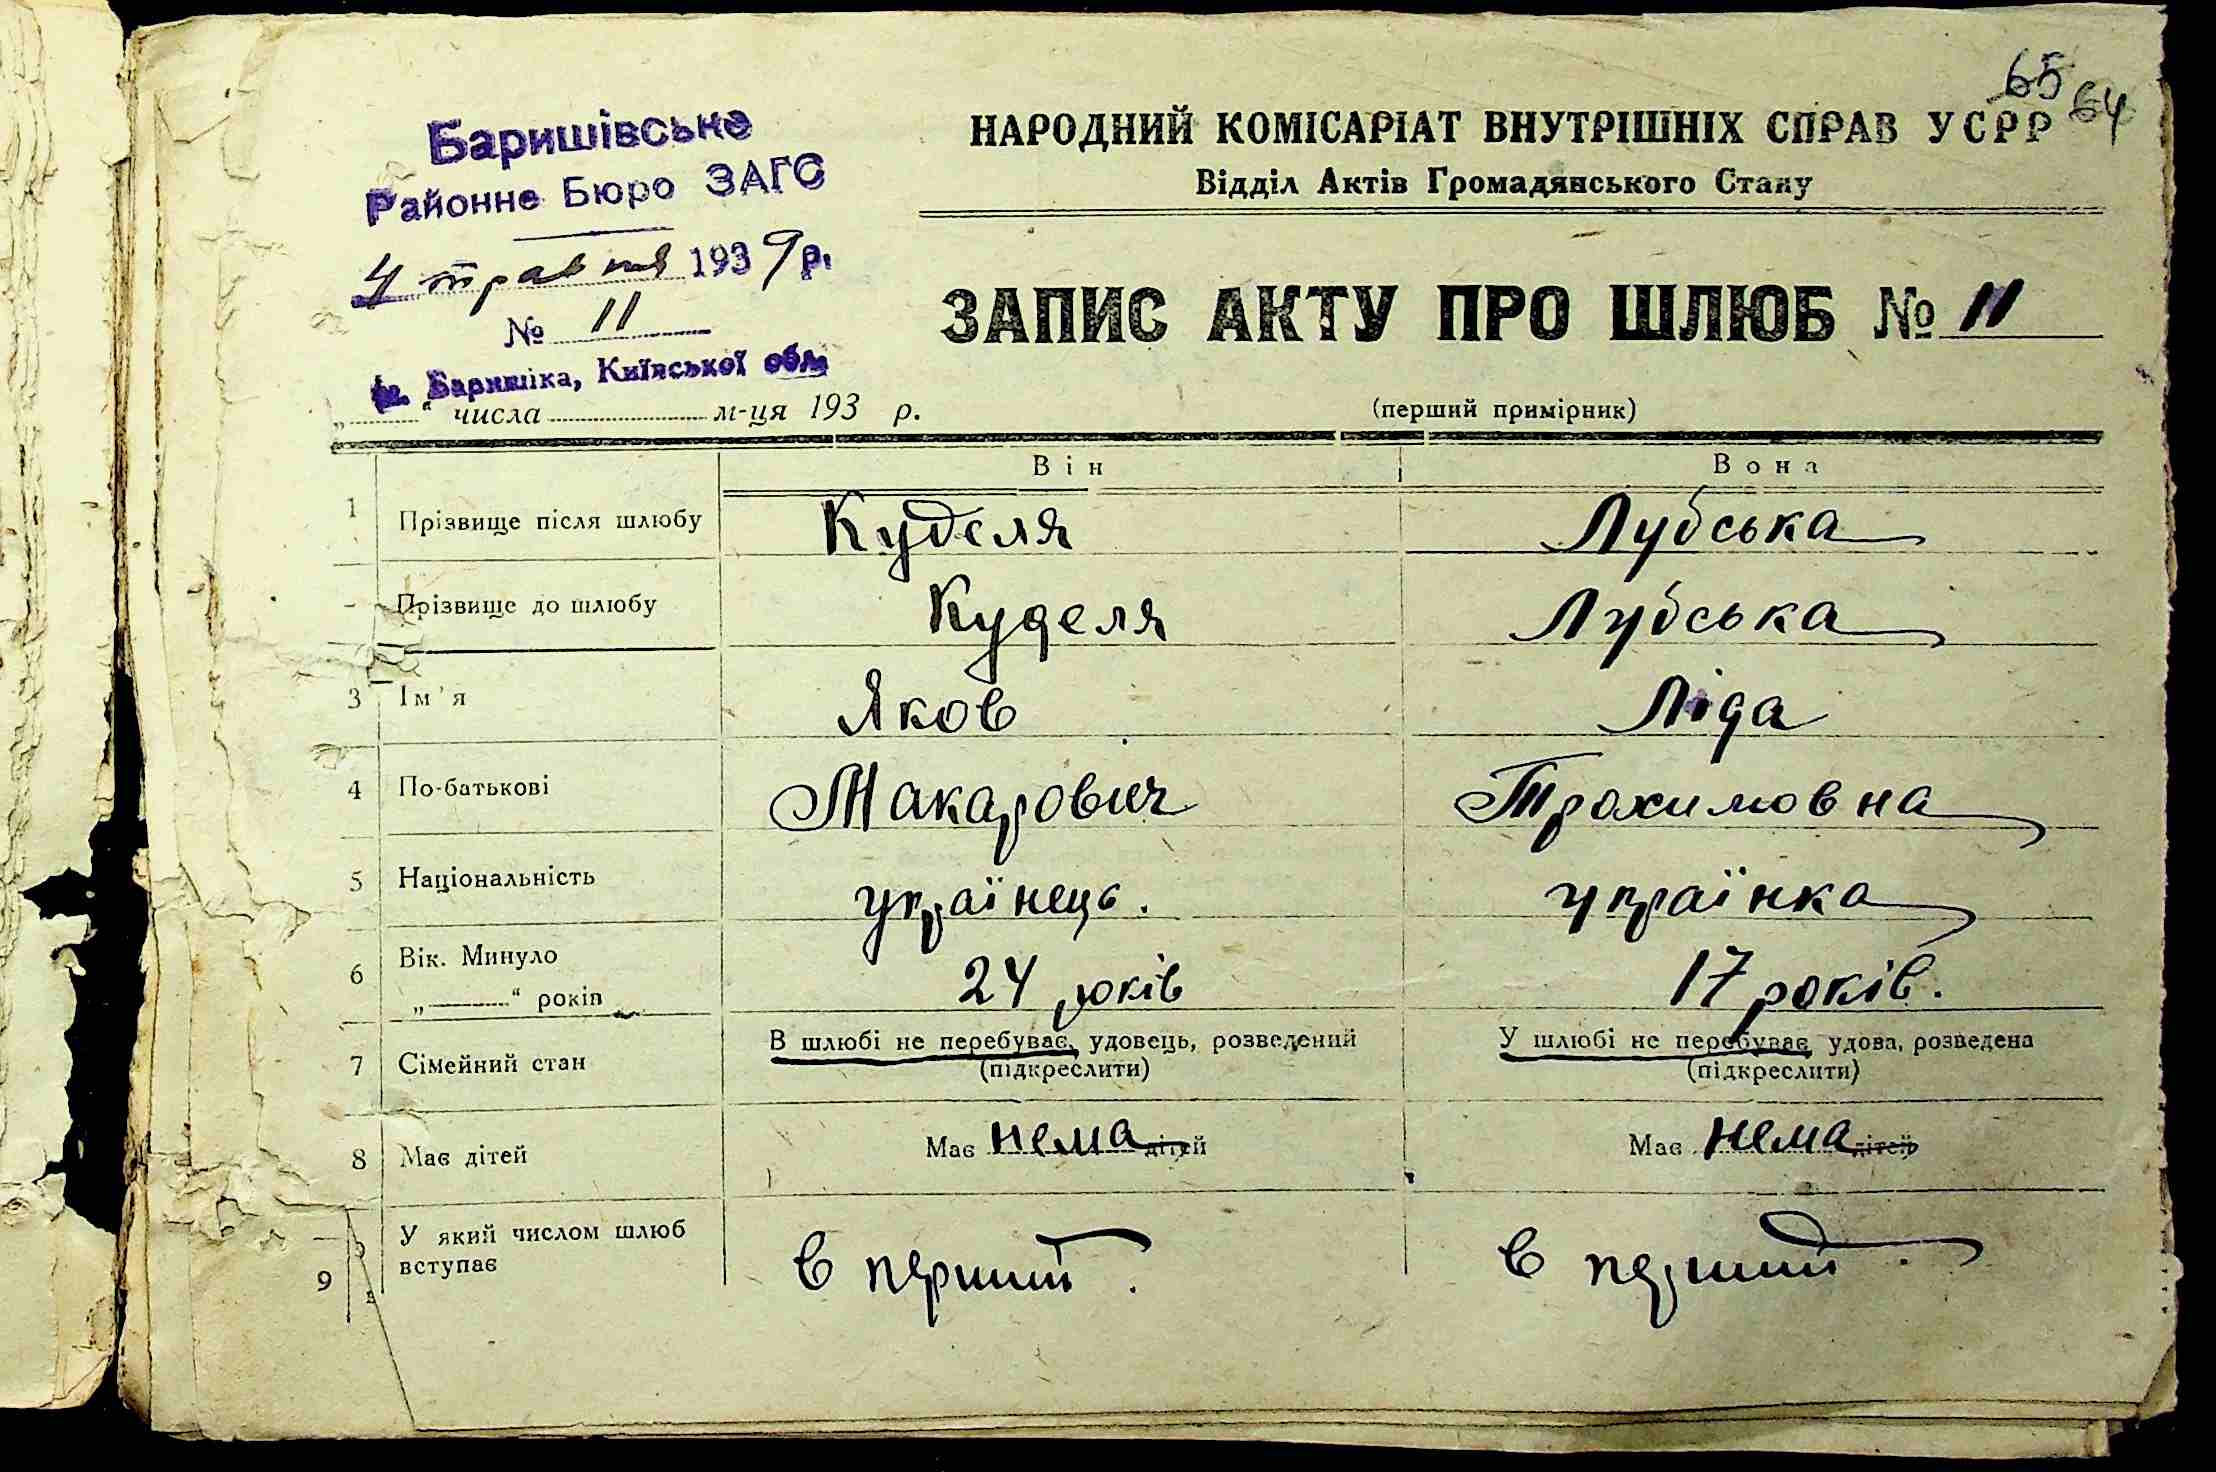 65 64
Баришівське
Районне Бюро ЗАГС
4 травня 1939 р.
№ 11
м. Баришівка, Київської обл.
„ “ числа м-ця 193 р.
НАРОДНИЙ КОМІСАРІАТ ВНУТРІШНІХ СПРАВ УСРР
Відділ Актів Громадянського Стану
ЗАПИС АКТУ ПРО ШЛЮБ № 11
(перший примірник)
Він Вона
1 Прізвище після шлюбу Куделя Лубська
Прізвище до шлюбу Куделя Лубська
3 Ім'я Яков Ліда
4 По-батькові Макарович Трохимовна
5 Національність українець. українка
6 Вік. Минуло
„ “ років 24 років 17 років.
7 Сімейний стан В шлюбі не перебуває, удовець, розведений У шлюбі не перебуває, удова, розведена
(підкреслити) (підкреслити)
8 Має дітей Має нема дітей Має нема дітей
9 У який числом шлюб
вступає в перший. в перший.